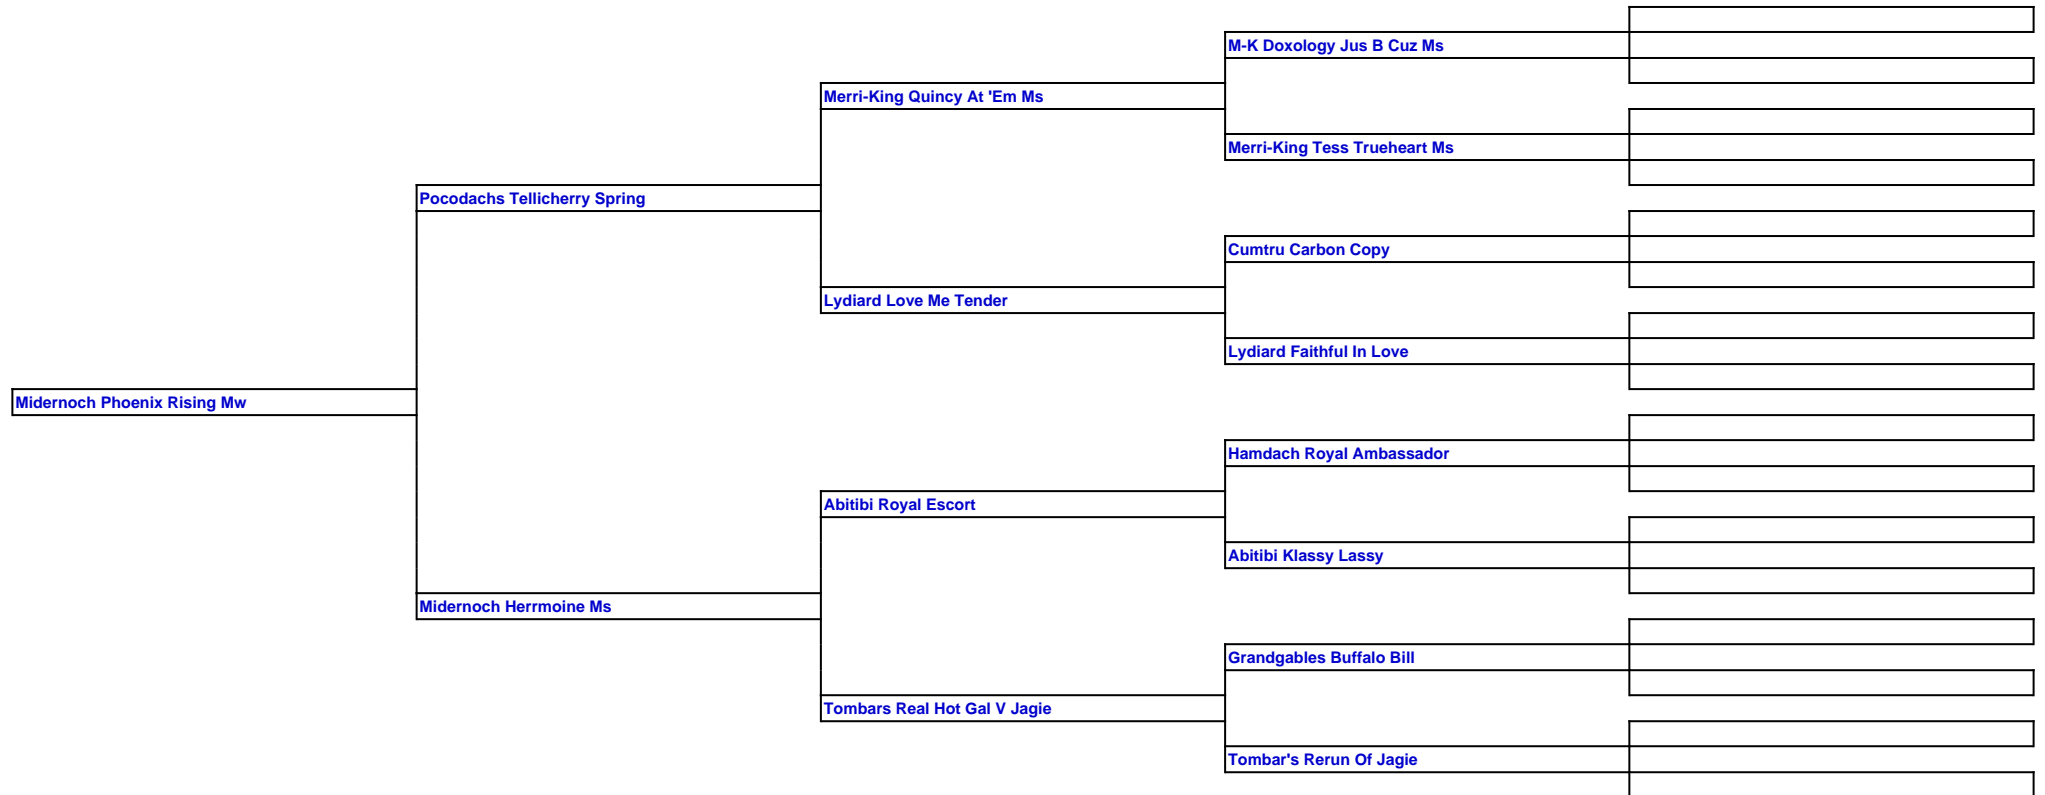 M-K Doxology Jus B Cuz Ms
Merri-King Quincy At 'Em Ms
Merri-King Tess Trueheart Ms
Pocodachs Tellicherry Spring
Cumtru Carbon Copy
Lydiard Love Me Tender
Lydiard Faithful In Love
Midernoch Phoenix Rising Mw
Hamdach Royal Ambassador
Abitibi Royal Escort
Abitibi Klassy Lassy
Midernoch Herrmoine Ms
Grandgables Buffalo Bill
Tombars Real Hot Gal V Jagie
Tombar's Rerun Of Jagie